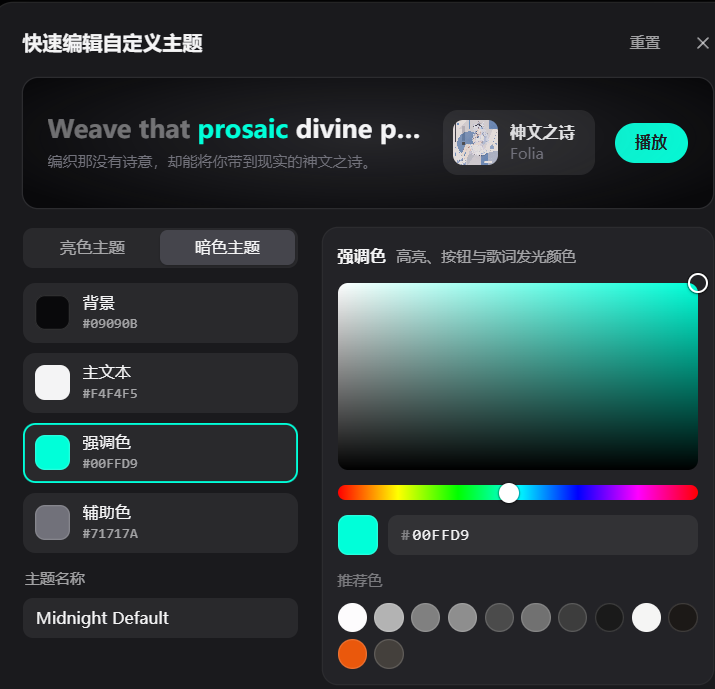 快速编辑自定义主题
重置
Weave that prosaic divine p...
编织那没有诗意，却能将你带到现实的神文之诗。
神文之诗
Folia
播放
亮色主题
暗色主题
背景
#09090B
主文本
#F4F4F5
强调色
#00FFD9
辅助色
#71717A
主题名称
Midnight Default
强调色 高亮、按钮与歌词发光颜色
#00FFD9
推荐色